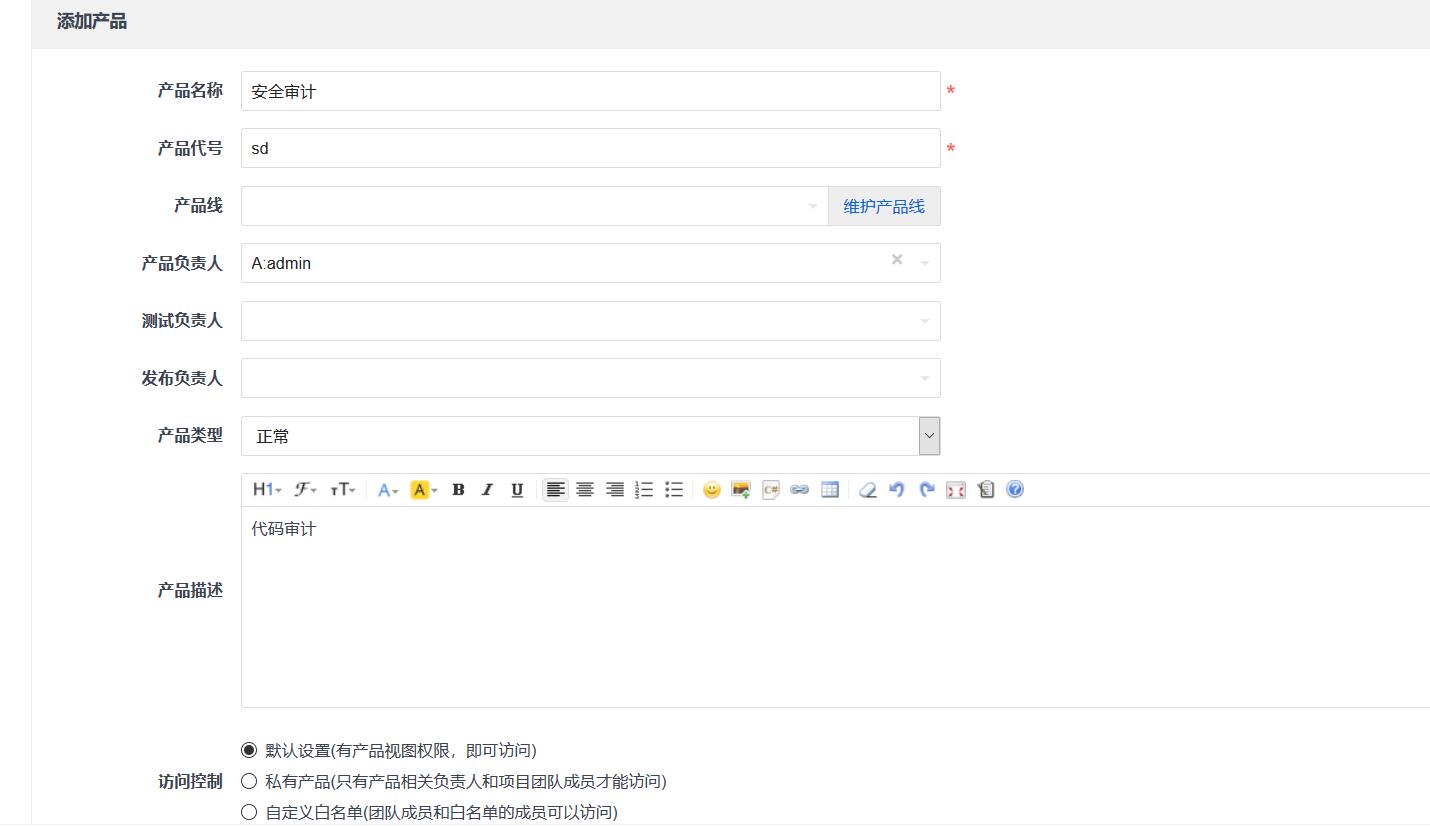 添加产品
产品名称 安全审计 *
产品代号 sd *
产品线 维护产品线
产品负责人 A:admin ×
测试负责人
发布负责人
产品类型 正常
H1 F TT A A B I U C#
产品描述 代码审计
访问控制
默认设置(有产品视图权限，即可访问)
私有产品(只有产品相关负责人和项目团队成员才能访问)
自定义白名单(团队成员和白名单的成员可以访问)